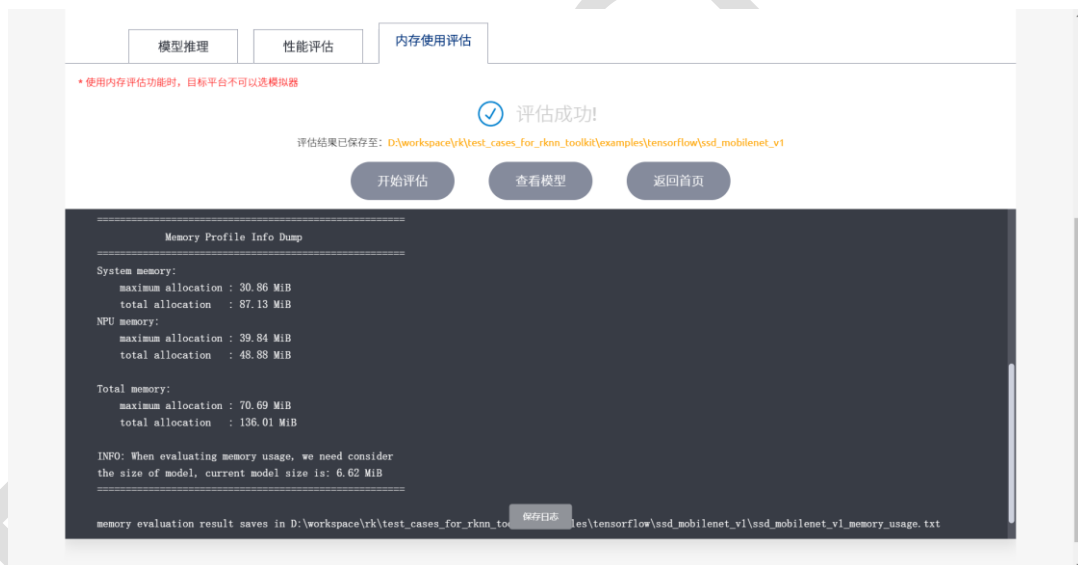 模型推理 性能评估 内存使用评估
* 使用内存评估功能时，目标平台不可以选模拟器
评估成功!
评估结果已保存至：D:\workspace\rk\test_cases_for_rknn_toolkit\examples\tensorflow\ssd_mobilenet_v1
开始评估 查看模型 返回首页
======================================================
Memory Profile Info Dump
======================================================
System memory:
maximum allocation : 30.86 MiB
total allocation : 87.13 MiB
NPU memory:
maximum allocation : 39.84 MiB
total allocation : 48.88 MiB
Total memory:
maximum allocation : 70.69 MiB
total allocation : 136.01 MiB
INFO: When evaluating memory usage, we need consider
the size of model, current model size is: 6.62 MiB
======================================================
保存日志
memory evaluation result saves in D:\workspace\rk\test_cases_for_rknn_too les\tensorflow\ssd_mobilenet_v1\ssd_mobilenet_v1_memory_usage.txt